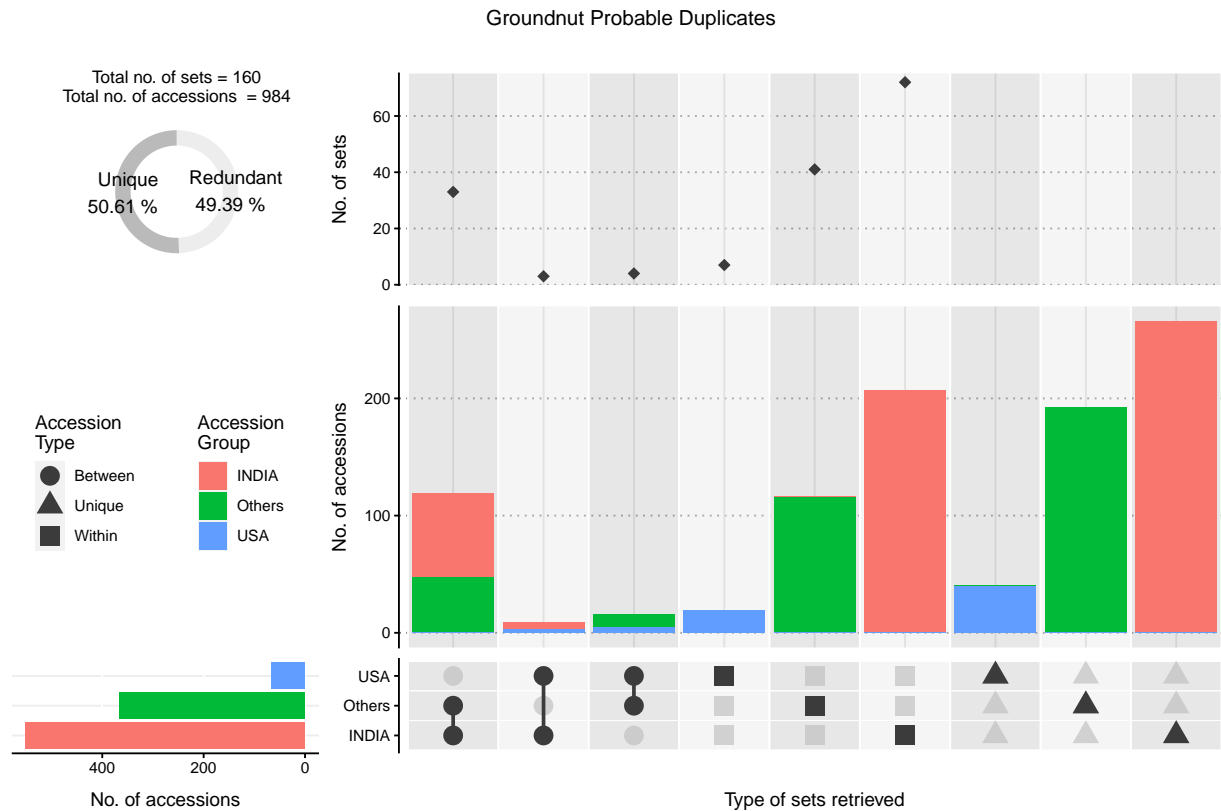 Groundnut Probable Duplicates
Total no. of sets = 160
Total no. of accessions  = 984
Unique
50.61 %
Redundant
49.39 %
No. of sets
60
40
20
0
No. of accessions
200
100
0
Accession
Type
Between
Unique
Within
Accession
Group
INDIA
Others
USA
USA
Others
INDIA
400
200
0
No. of accessions
Type of sets retrieved